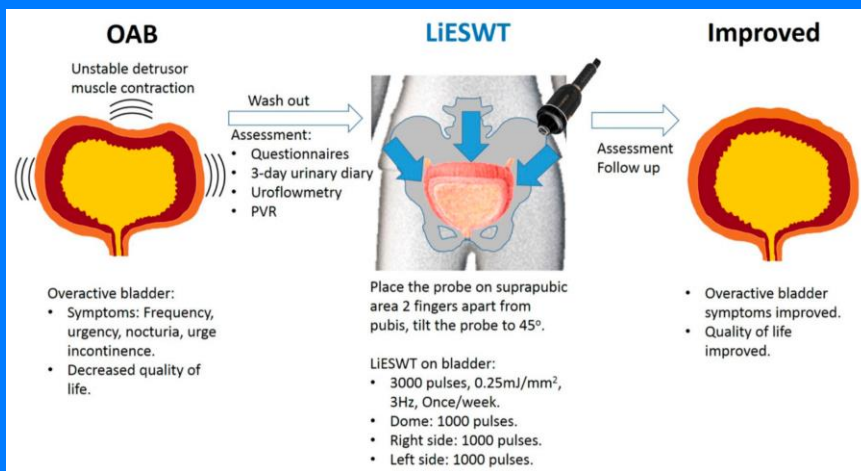 OAB
Unstable detrusor
muscle contraction
Overactive bladder:
• Symptoms: Frequency,
urgency, nocturia, urge
incontinence.
• Decreased quality of
life.
Wash out
Assessment:
• Questionnaires
• 3-day urinary diary
• Uroflowmetry
• PVR
LiESWT
Place the probe on suprapubic
area 2 fingers apart from
pubis, tilt the probe to 45°.
LiESWT on bladder:
• 3000 pulses, 0.25mJ/mm²,
3Hz, Once/week.
• Dome: 1000 pulses.
• Right side: 1000 pulses.
• Left side: 1000 pulses.
Assessment
Follow up
Improved
• Overactive bladder
symptoms improved.
• Quality of life
improved.